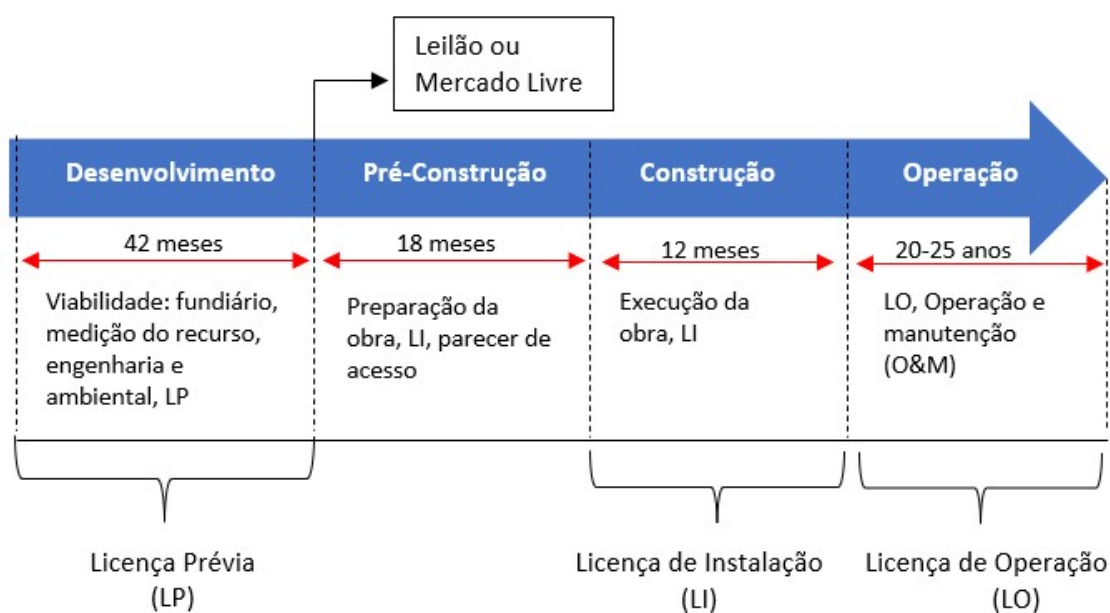 Leilão ou
Mercado Livre
Desenvolvimento
Pré-Construção
Construção
Operação
42 meses
18 meses
12 meses
20-25 anos
Viabilidade: fundiário,
medição do recurso,
engenharia e
ambiental, LP
Preparação da
obra, LI, parecer de
acesso
Execução da
obra, LI
LO, Operação e
manutenção
(O&M)
Licença Prévia
(LP)
Licença de Instalação
(LI)
Licença de Operação
(LO)